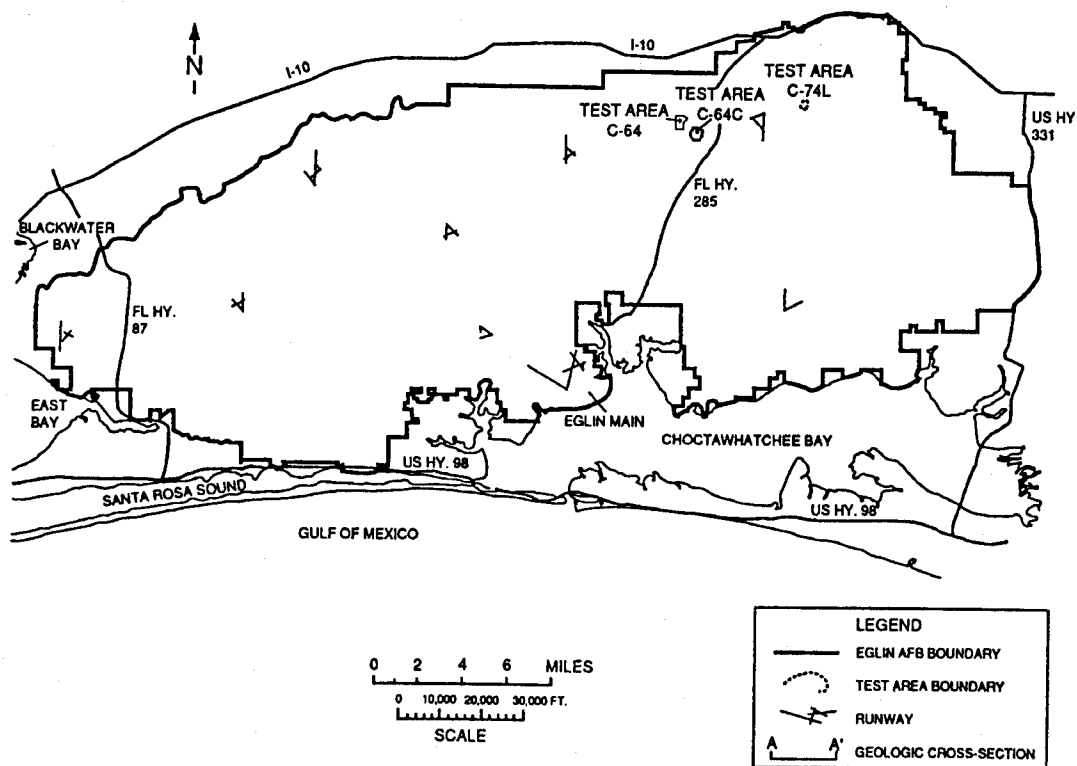 N
I-10
I-10
TEST AREA
C-74L
TEST AREA
C-64
TEST AREA
C-64C
US HY
331
FL HY.
285
BLACKWATER
BAY
FL HY.
87
EAST
BAY
EGLIN MAIN
CHOCTAWHATCHEE BAY
US HY. 98
SANTA ROSA SOUND
US HY. 98
GULF OF MEXICO
0 2 4 6 MILES
0 10,000 20,000 30,000 FT.
SCALE
LEGEND
EGLIN AFB BOUNDARY
TEST AREA BOUNDARY
RUNWAY
A A' GEOLOGIC CROSS-SECTION